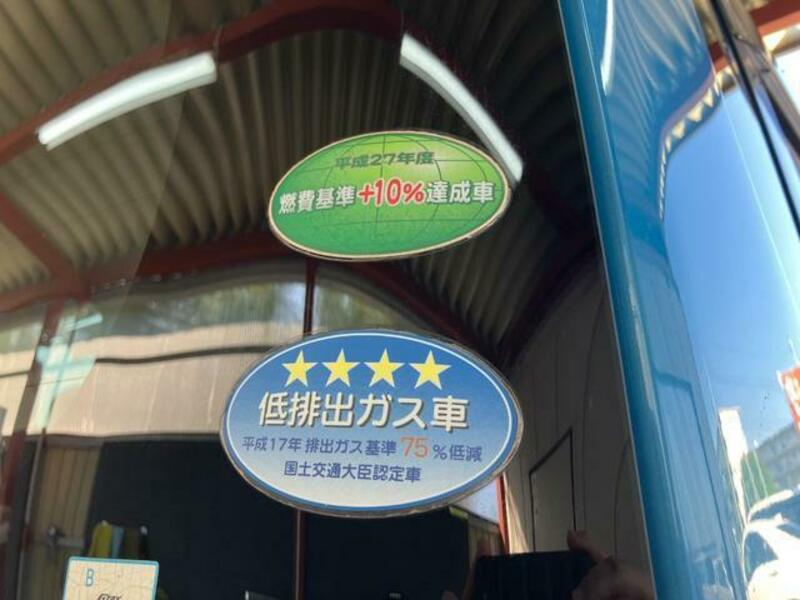 平成27年度
燃費基準+10%達成車
★★★★
低排出ガス車
平成17年 排出ガス基準 75%低減
国土交通大臣認定車
B